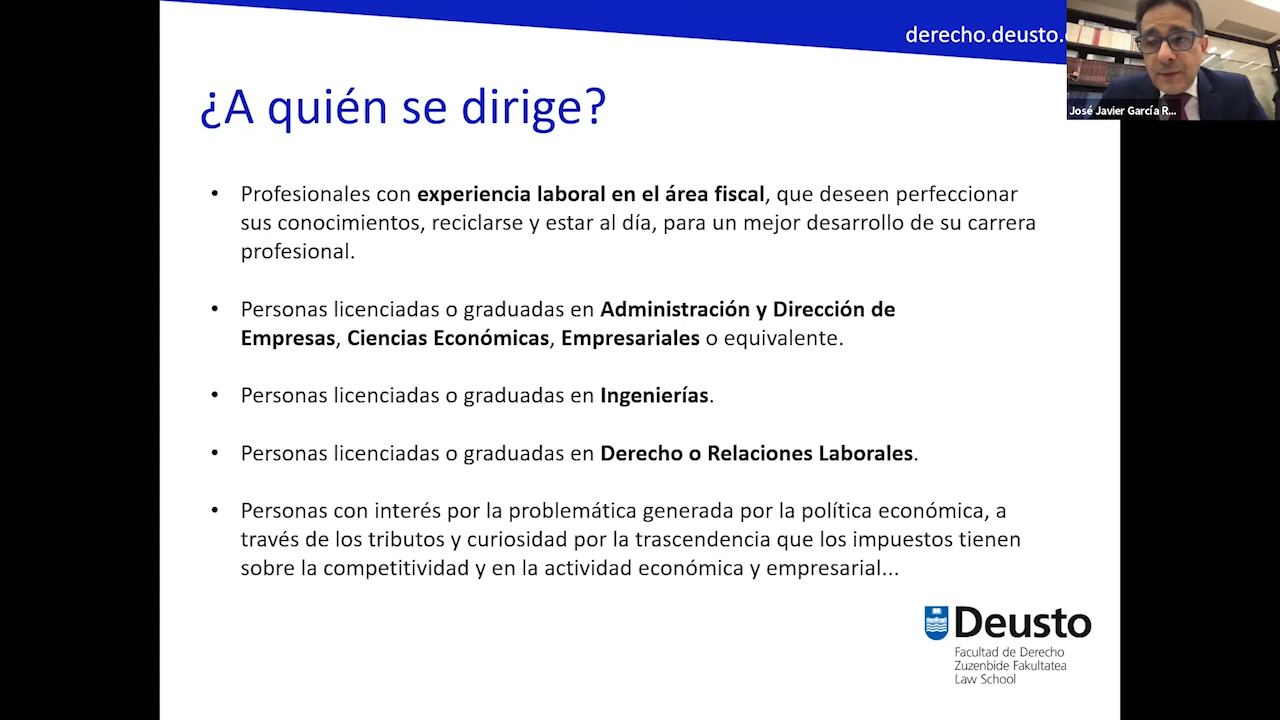 derecho.deusto.
José Javier García R...
¿A quién se dirige?
• Profesionales con experiencia laboral en el área fiscal, que deseen perfeccionar
sus conocimientos, reciclarse y estar al día, para un mejor desarrollo de su carrera
profesional.
• Personas licenciadas o graduadas en Administración y Dirección de
Empresas, Ciencias Económicas, Empresariales o equivalente.
• Personas licenciadas o graduadas en Ingenierías.
• Personas licenciadas o graduadas en Derecho o Relaciones Laborales.
• Personas con interés por la problemática generada por la política económica, a
través de los tributos y curiosidad por la trascendencia que los impuestos tienen
sobre la competitividad y en la actividad económica y empresarial...
Deusto
Facultad de Derecho
Zuzenbide Fakultatea
Law School